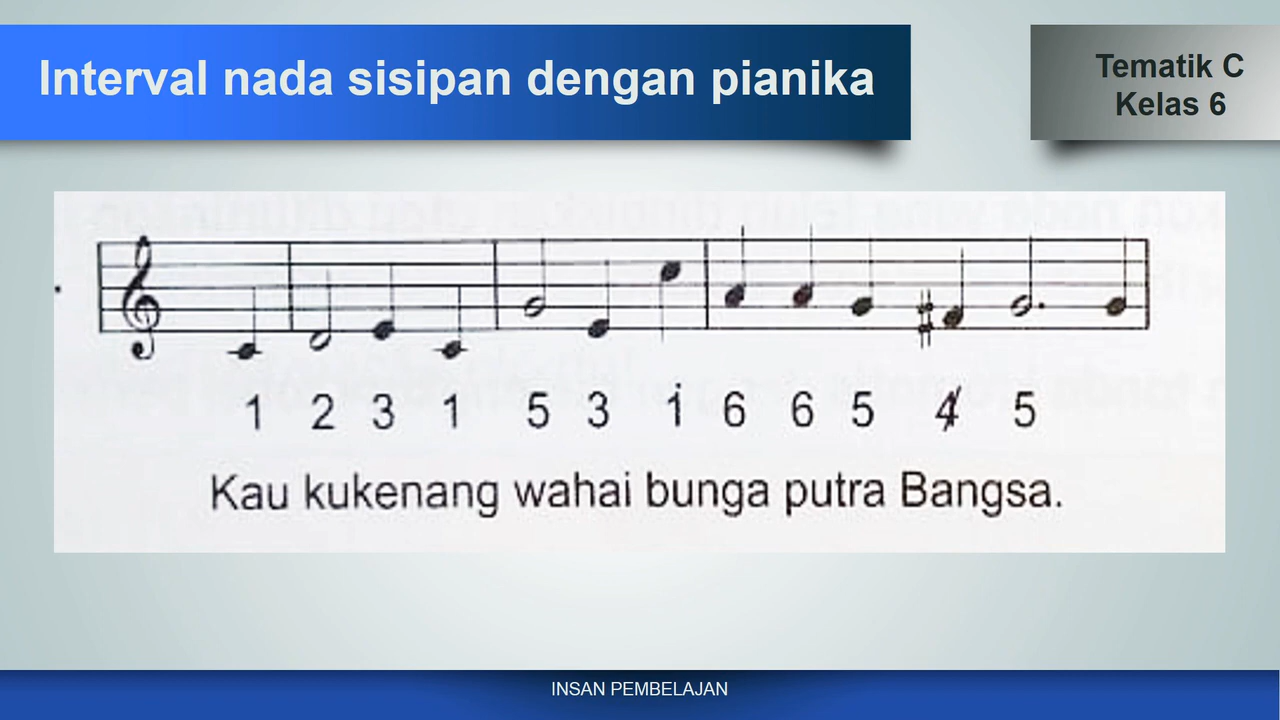 Interval nada sisipan dengan pianika
Tematik C
Kelas 6
1 2 3 1 5 3 i 6 6 5 4̸ 5
Kau kukenang wahai bunga putra Bangsa.
INSAN PEMBELAJAN